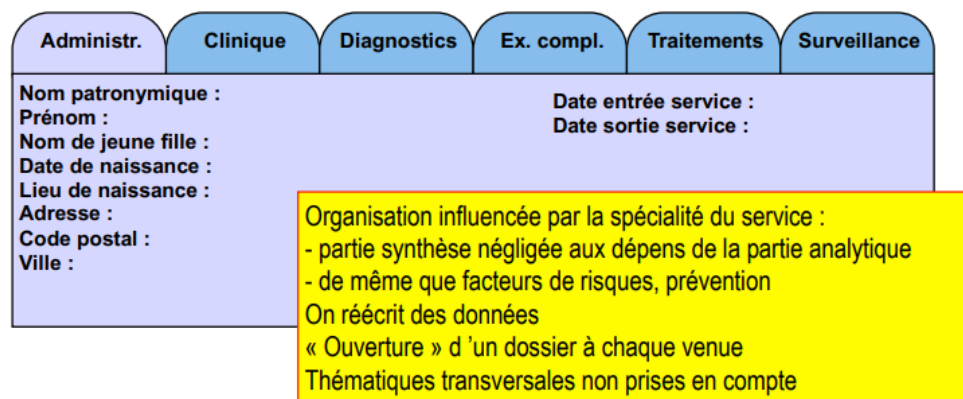 Administr. Clinique Diagnostics Ex. compl. Traitements Surveillance
Nom patronymique :
Prénom :
Nom de jeune fille :
Date de naissance :
Lieu de naissance :
Adresse :
Code postal :
Ville :
Date entrée service :
Date sortie service :
Organisation influencée par la spécialité du service :
- partie synthèse négligée aux dépens de la partie analytique
- de même que facteurs de risques, prévention
On réécrit des données
« Ouverture » d 'un dossier à chaque venue
Thématiques transversales non prises en compte